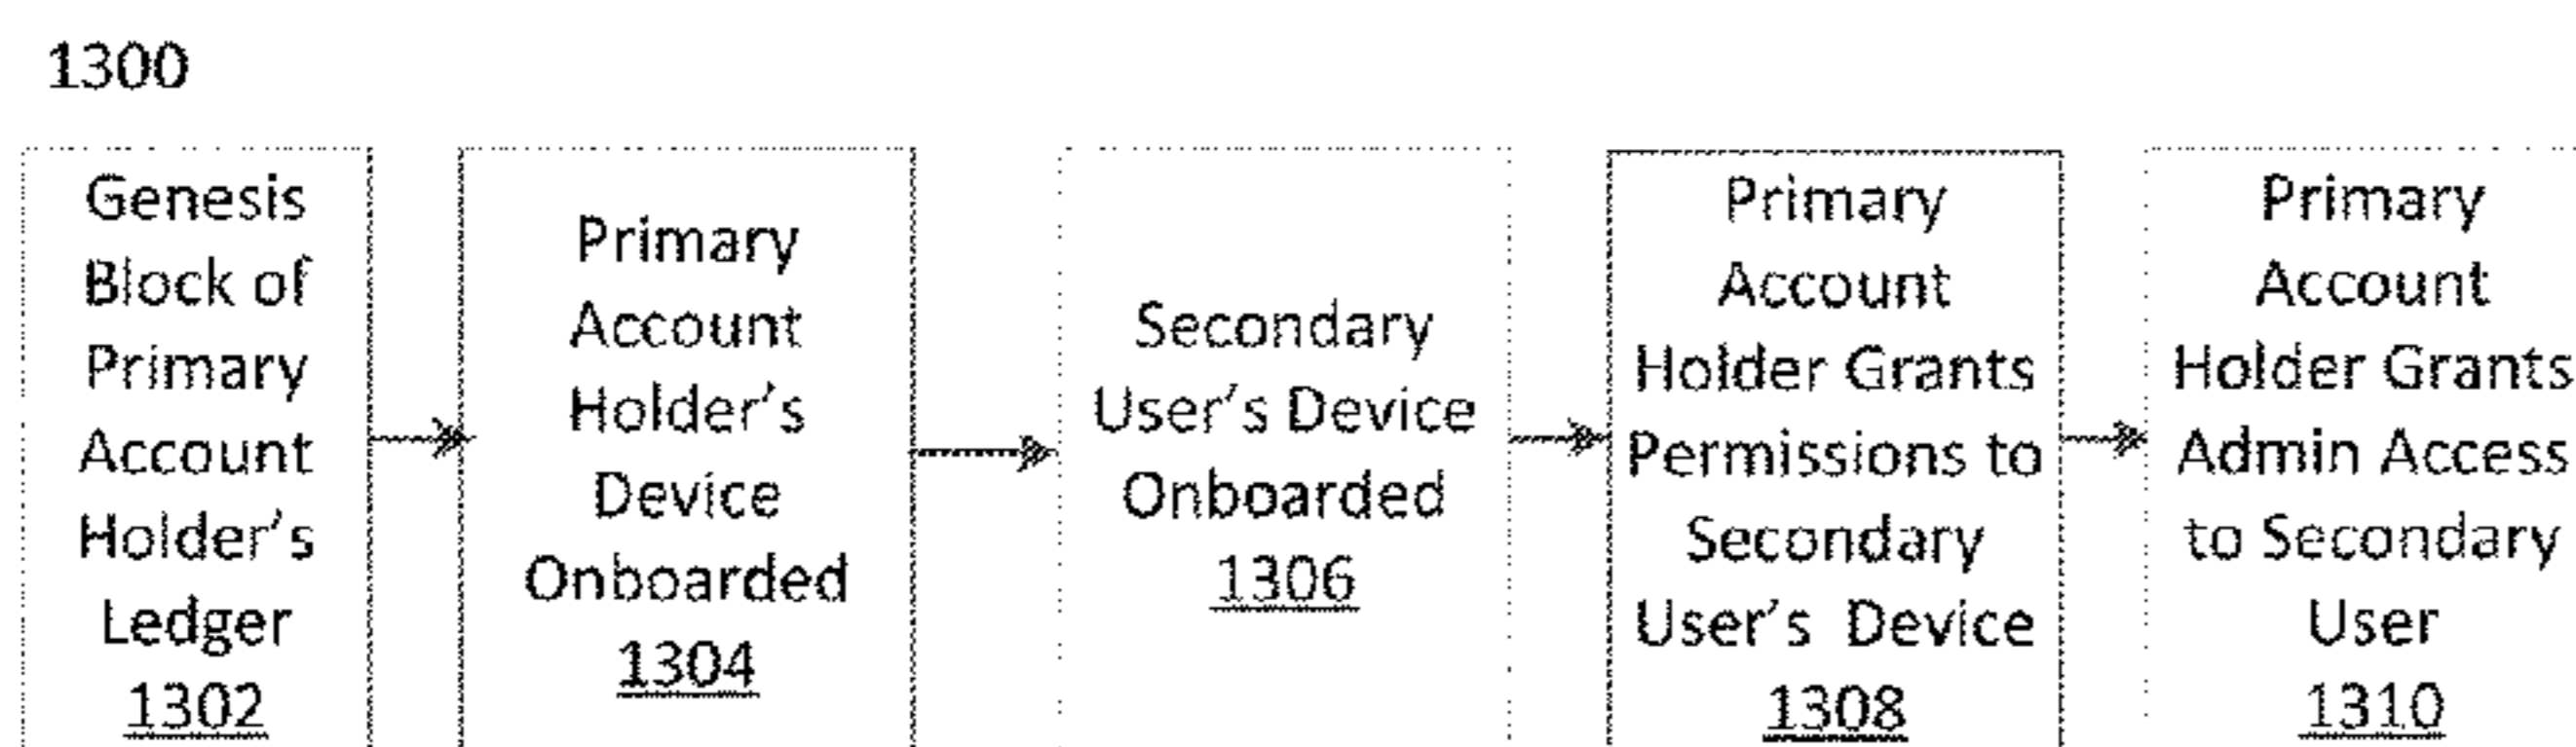 1300
Genesis
Block of
Primary
Account
Holder's
Ledger
1302
Primary
Account
Holder's
Device
Onboarded
1304
Secondary
User's Device
Onboarded
1306
Primary
Account
Holder Grants
Permissions to
Secondary
User's Device
1308
Primary
Account
Holder Grants
Admin Access
to Secondary
User
1310